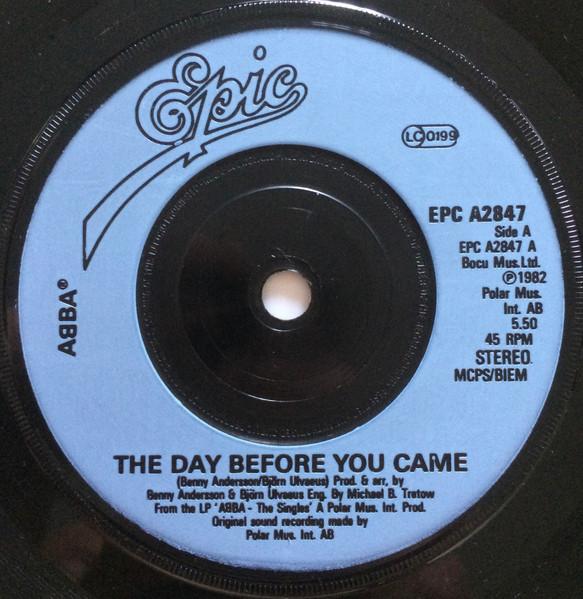 Epic
LC 0199
EPC A2847
Side A
EPC A2847 A
Bocu Mus.Ltd.
℗1982
Polar Mus.
Int. AB
5.50
45 RPM
STEREO
MCPS/BIEM
ABBA®
THE DAY BEFORE YOU CAME
(Benny Andersson/Björn Ulvaeus) Prod. & arr, by
Benny Andersson & Björn Ulvaeus Eng. By Michael B. Tretow
From the LP 'ABBA - The Singles' A Polar Mus. Int. Prod.
Original sound recording made by
Polar Mus. Int. AB